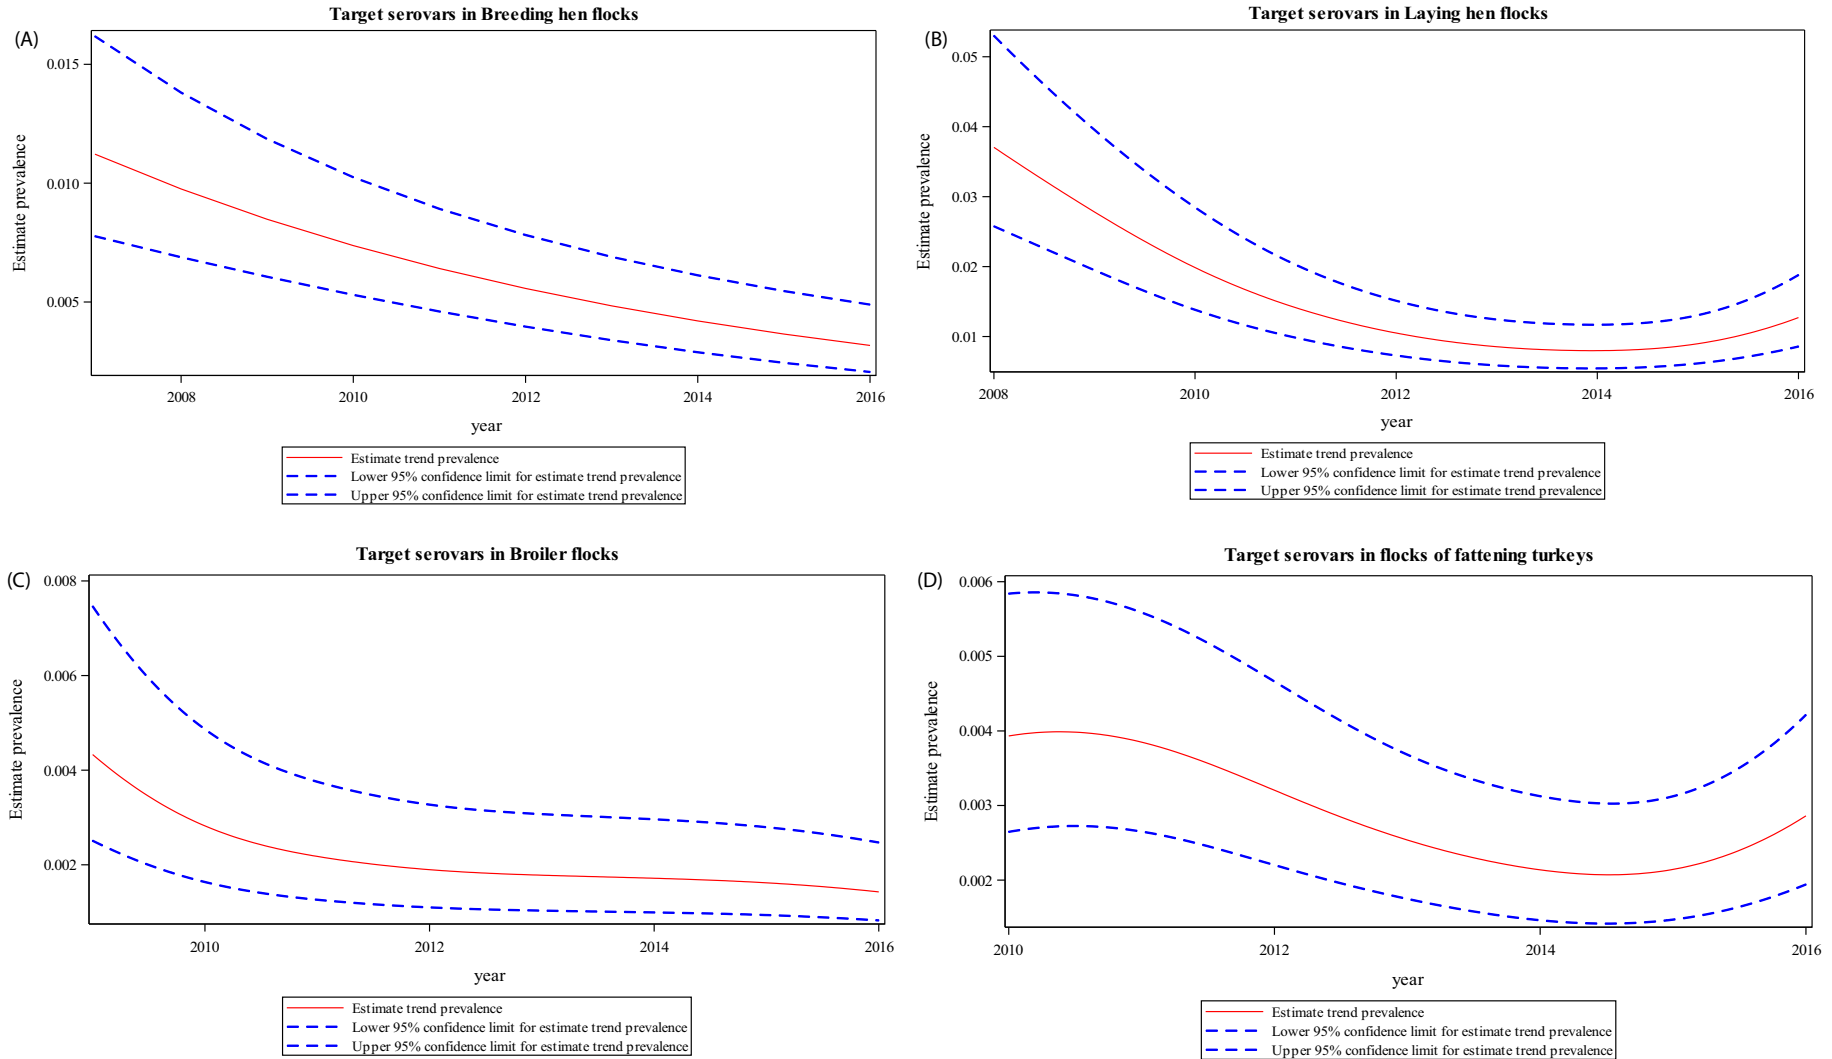 Target serovars in Breeding hen flocks
(A)
0.015
0.010
0.005
Estimate prevalence
2008
2010
2012
2014
2016
year
Estimate trend prevalence
Lower 95% confidence limit for estimate trend prevalence
Upper 95% confidence limit for estimate trend prevalence
Target serovars in Laying hen flocks
(B)
0.05
0.04
0.03
0.02
0.01
Estimate prevalence
2008
2010
2012
2014
2016
year
Estimate trend prevalence
Lower 95% confidence limit for estimate trend prevalence
Upper 95% confidence limit for estimate trend prevalence
Target serovars in Broiler flocks
(C)
0.008
0.006
0.004
0.002
Estimate prevalence
2010
2012
2014
2016
year
Estimate trend prevalence
Lower 95% confidence limit for estimate trend prevalence
Upper 95% confidence limit for estimate trend prevalence
Target serovars in flocks of fattening turkeys
(D)
0.006
0.005
0.004
0.003
0.002
Estimate prevalence
2010
2012
2014
2016
year
Estimate trend prevalence
Lower 95% confidence limit for estimate trend prevalence
Upper 95% confidence limit for estimate trend prevalence